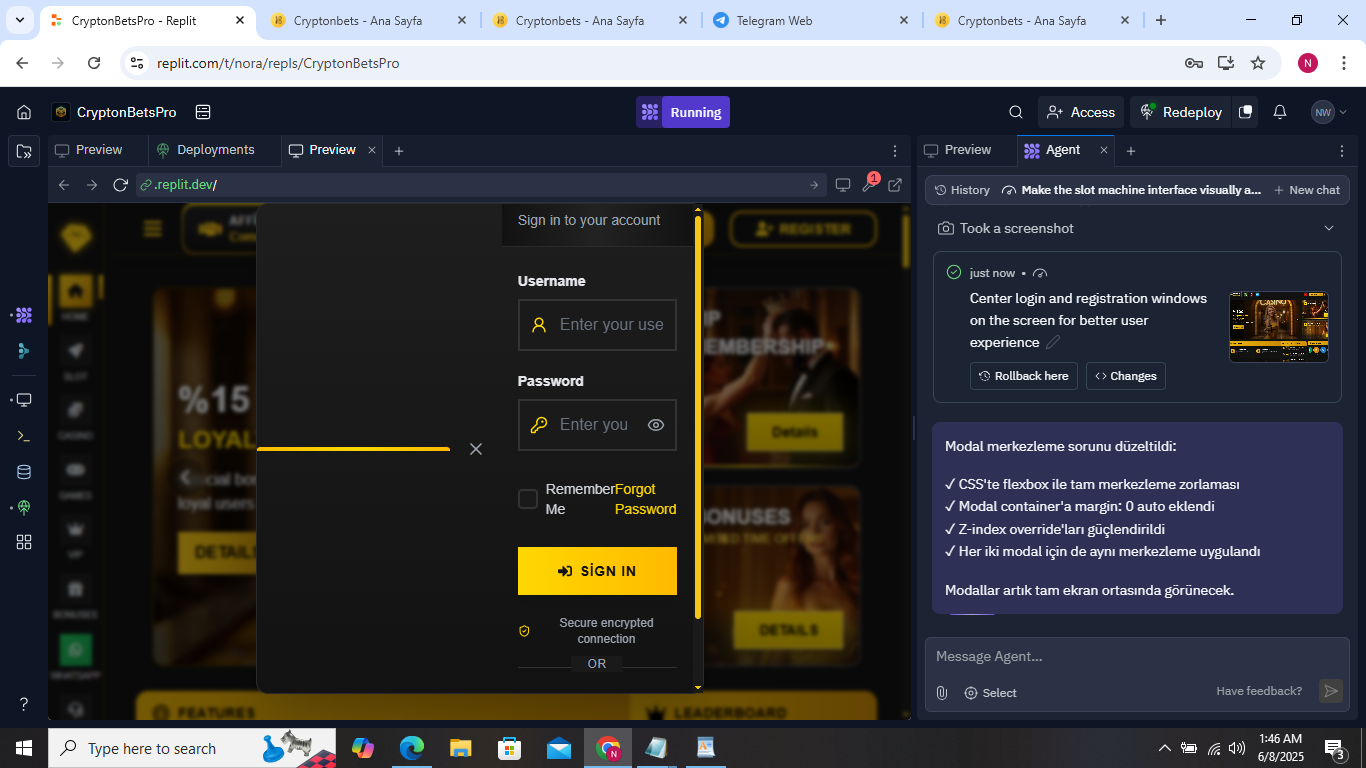 CryptonBetsPro - Replit
Cryptonbets - Ana Sayfa
Cryptonbets - Ana Sayfa
Telegram Web
Cryptonbets - Ana Sayfa
replit.com/t/nora/repls/CryptonBetsPro
N
CryptonBetsPro
Running
Access
Redeploy
NW
Preview
Deployments
Preview
Preview
Agent
.replit.dev/
1
History
Make the slot machine interface visually a...
New chat
Took a screenshot
just now •
Center login and registration windows
on the screen for better user
experience
Rollback here
Changes
Modal merkezleme sorunu düzeltildi:
✓ CSS'te flexbox ile tam merkezleme zorlaması
✓ Modal container'a margin: 0 auto eklendi
✓ Z-index override'ları güçlendirildi
✓ Her iki modal için de aynı merkezleme uygulandı
Modallar artık tam ekran ortasında görünecek.
Message Agent...
Select
Have feedback?
REGISTER
HOME
SLOT
CASINO
GAMES
VIP
BONUSES
WHATSAPP
%15
LOYAL
loyal users
DETAILS
Sign in to your account
Username
Enter your use
Password
Enter you
Remember
Me
Forgot
Password
SİGN IN
Secure encrypted
connection
OR
MEMBERSHIP
Details
BONUSES
DETAILS
FEATURES
LEADERBOARD
Type here to search
1:46 AM
6/8/2025
3